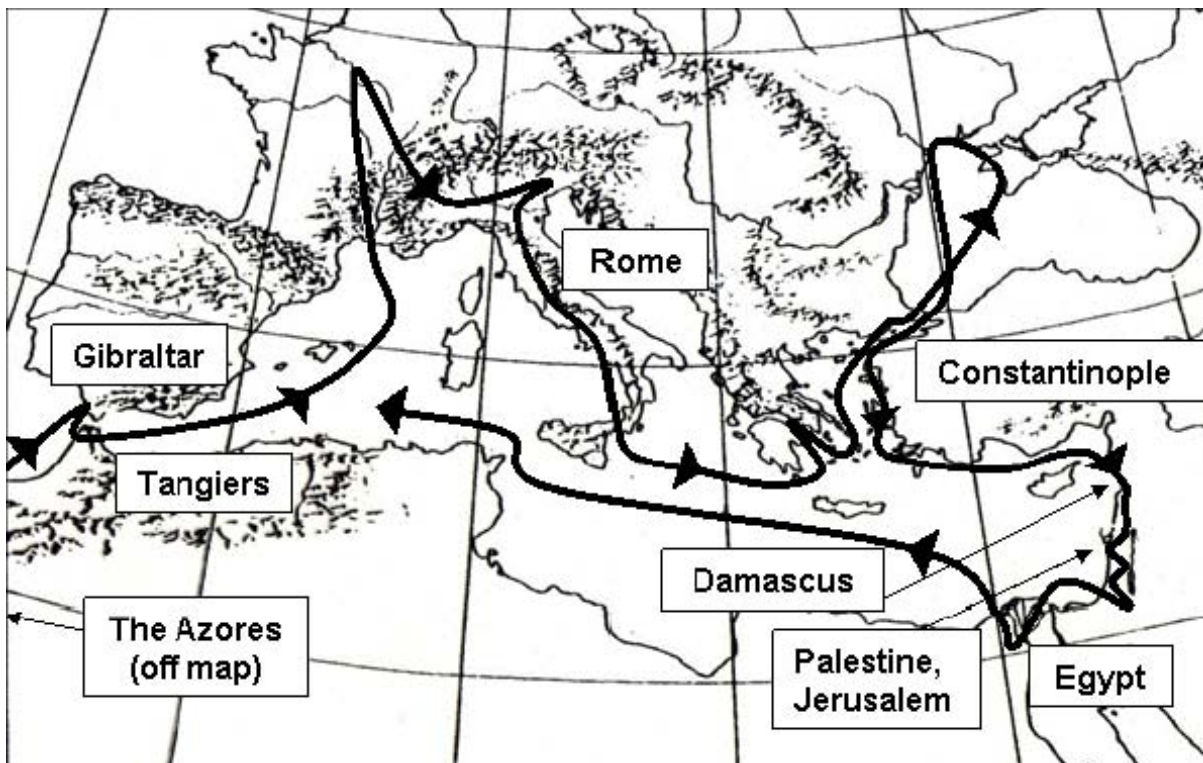 Rome
Gibraltar
Constantinople
Tangiers
Damascus
The Azores
(off map)
Palestine,
Jerusalem
Egypt